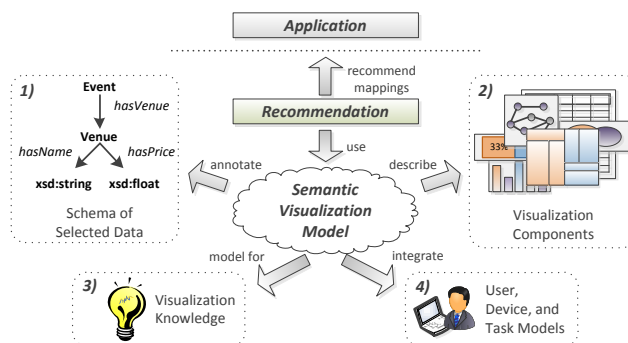 Application
recommend
mappings
1)
Event
hasVenue
Venue
hasName
hasPrice
xsd:string
xsd:float
Schema of
Selected Data
Recommendation
use
annotate
describe
Semantic
Visualization
Model
2)
33%
Visualization
Components
model for
integrate
3)
Visualization
Knowledge
4)
User,
Device, and
Task Models